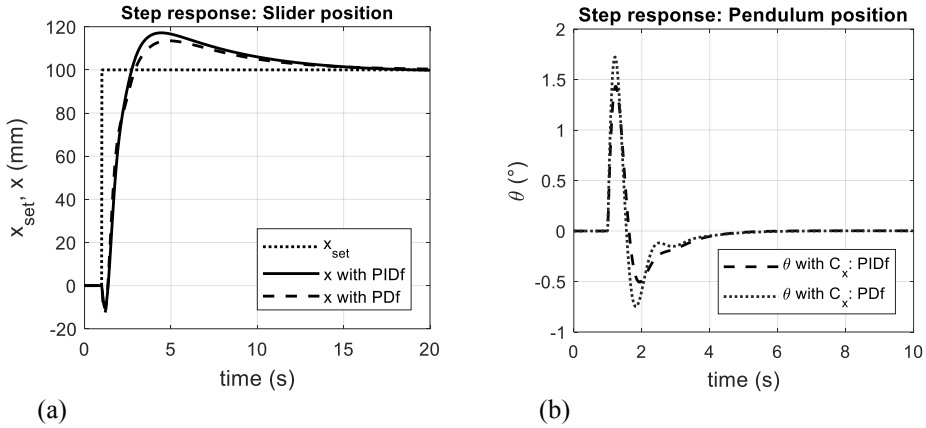 Step response: Slider position
120
100
80
60
40
20
0
-20
x_set, x (mm)
0 5 10 15 20
time (s)
x_set
x with PIDf
x with PDf
(a)
Step response: Pendulum position
2
1.5
1
0.5
0
-0.5
-1
θ (°)
0 2 4 6 8 10
time (s)
θ with C_x: PIDf
θ with C_x: PDf
(b)